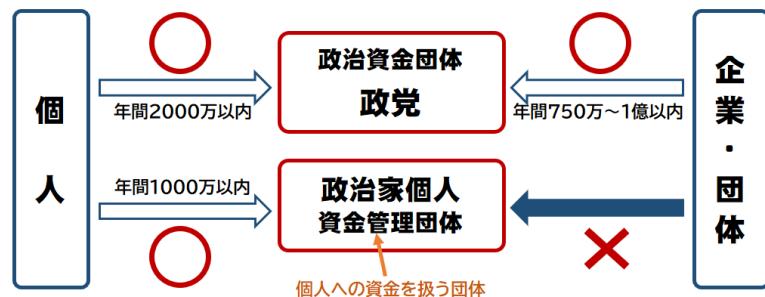 個人
年間2000万以内
政治資金団体
政党
年間750万~1億以内
企業・団体
年間1000万以内
政治家個人
資金管理団体
個人への資金を扱う団体